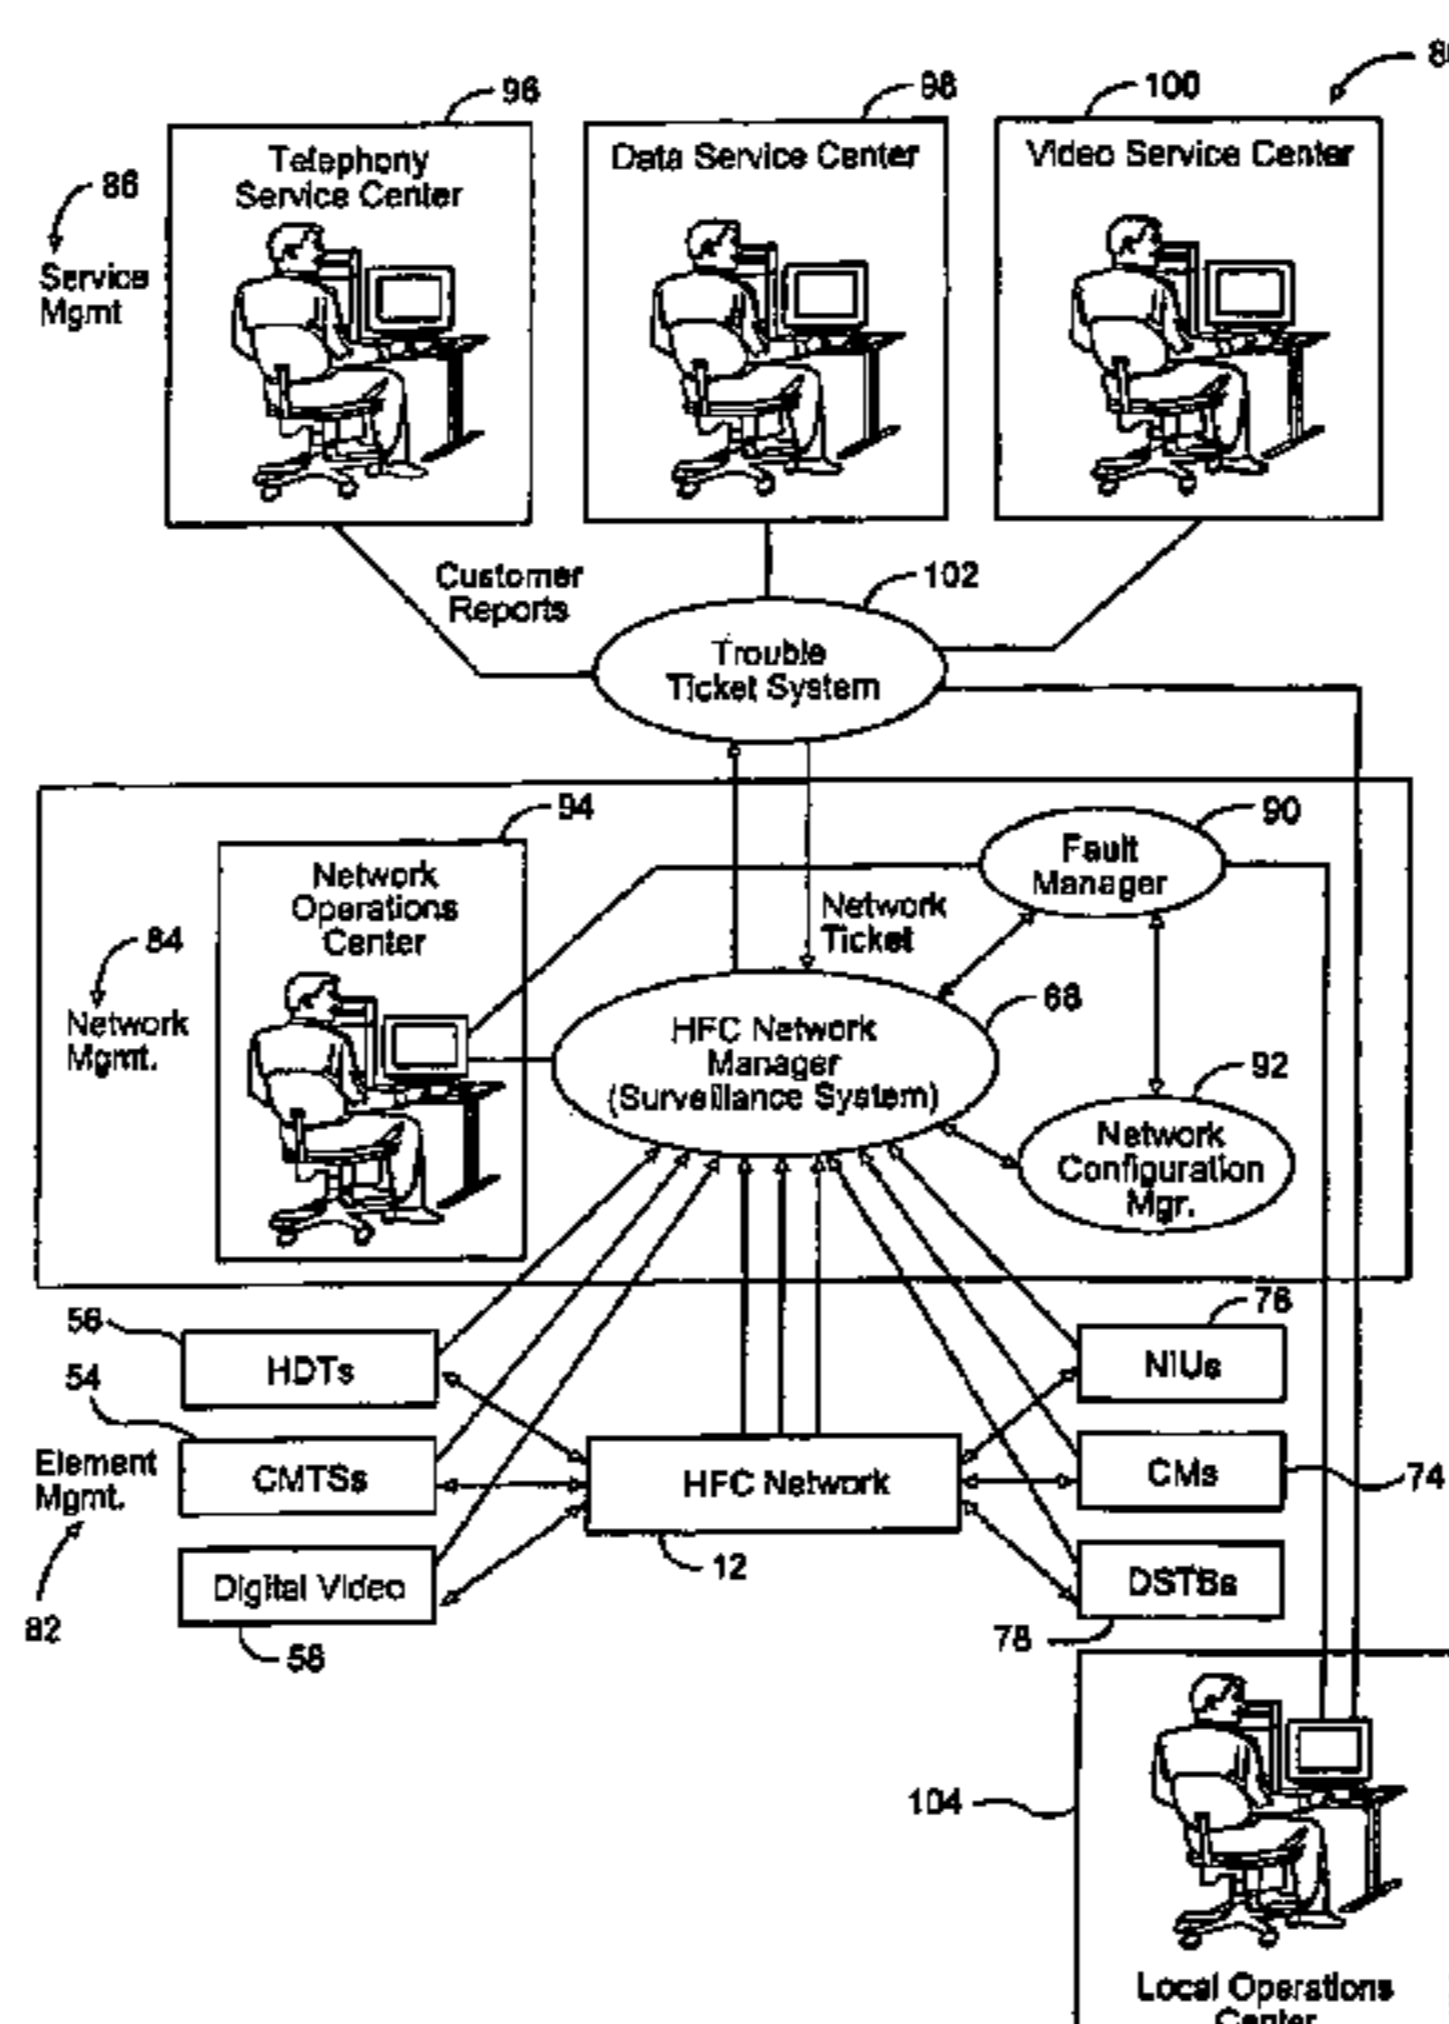 96
98
100
Telephony
Service Center
Data Service Center
Video Service Center
86
Service
Mgmt
Customer
Reports
102
Trouble
Ticket System
94
90
Network
Operations
Center
Fault
Manager
Network
Ticket
84
Network
Mgmt.
68
HFC Network
Manager
(Surveillance System)
92
Network
Configuration
Mgr.
56
HDTs
76
NIUs
54
CMTSs
HFC Network
CMs
74
Element
Mgmt.
12
Digital Video
DSTBs
82
58
78
104
Local Operations
Center